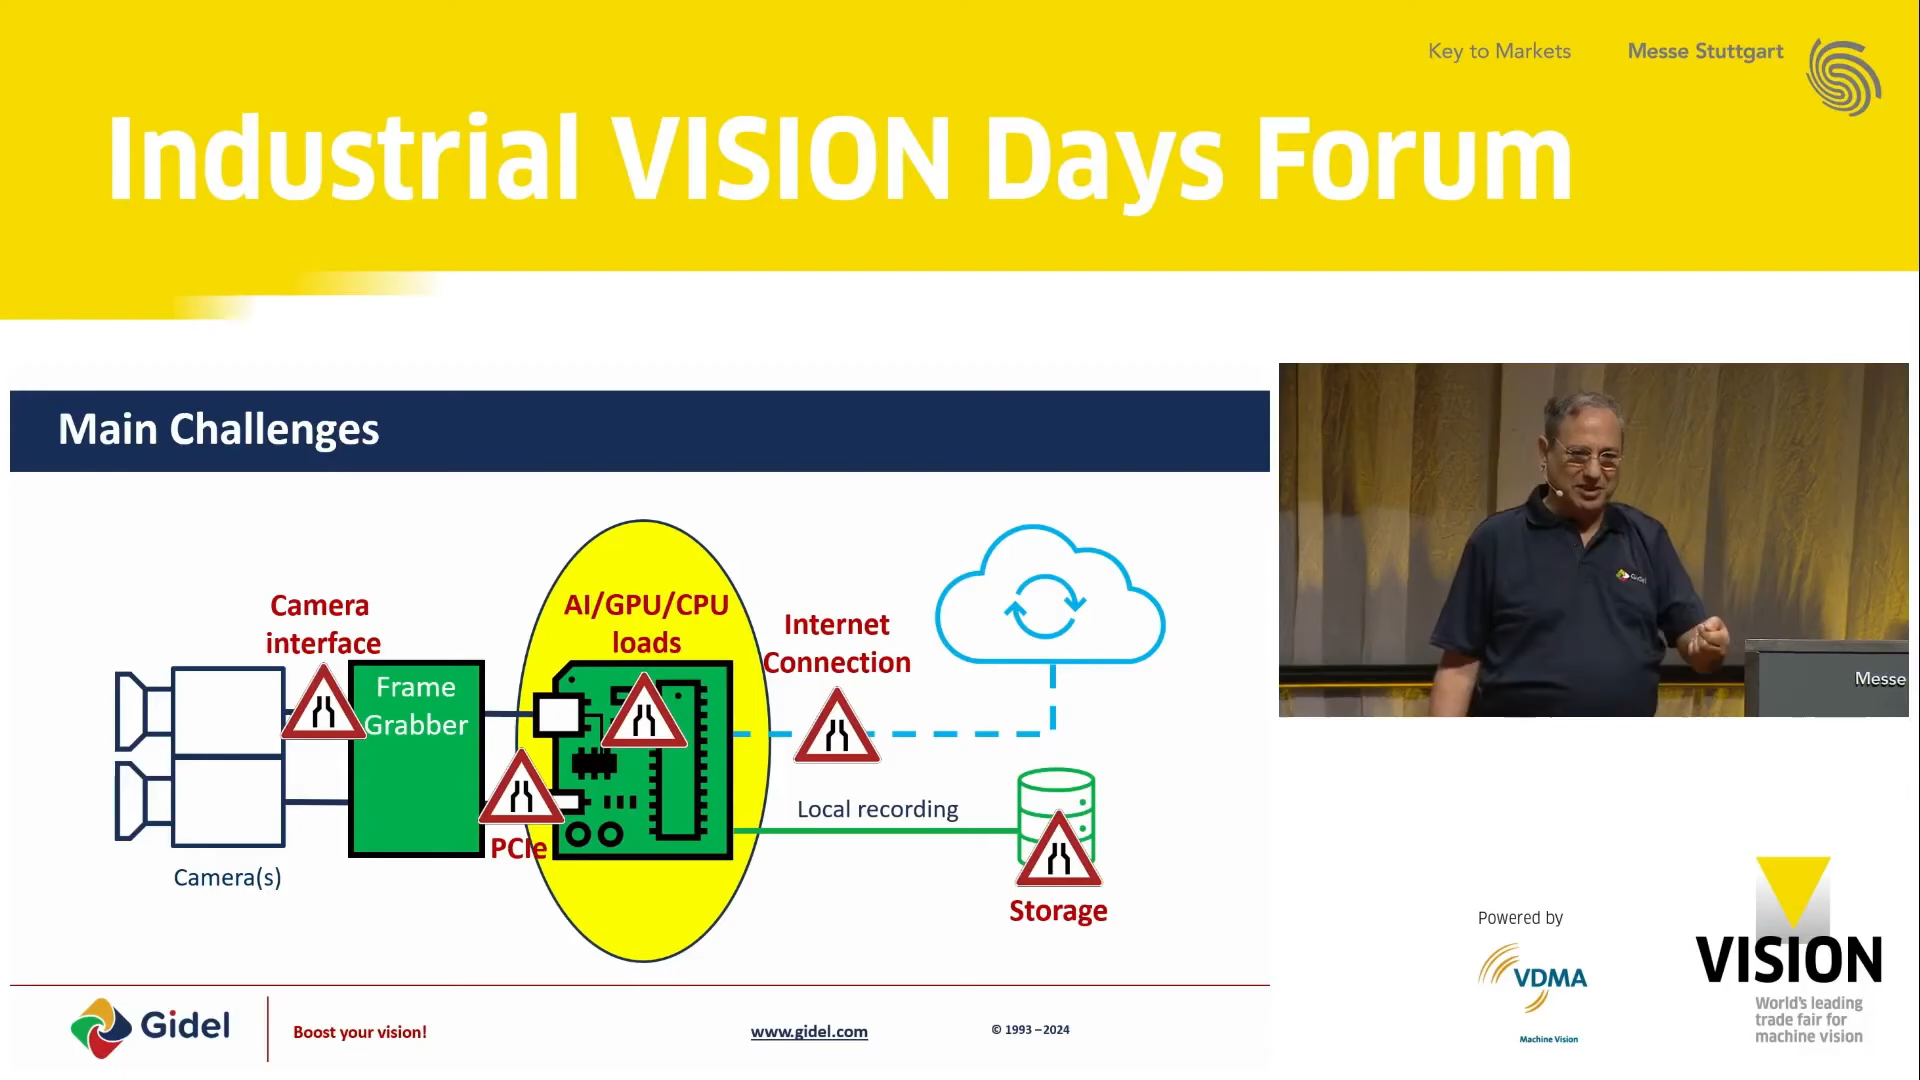 Key to Markets
Messe Stuttgart
Industrial VISION Days Forum
Main Challenges
Camera
interface
AI/GPU/CPU
loads
Internet
Connection
Frame
Grabber
PCIe
Local recording
Camera(s)
Storage
Gidel
Boost your vision!
www.gidel.com
© 1993 – 2024
Gidel
Messe
Powered by
VDMA
Machine Vision
VISION
World's leading
trade fair for
machine vision